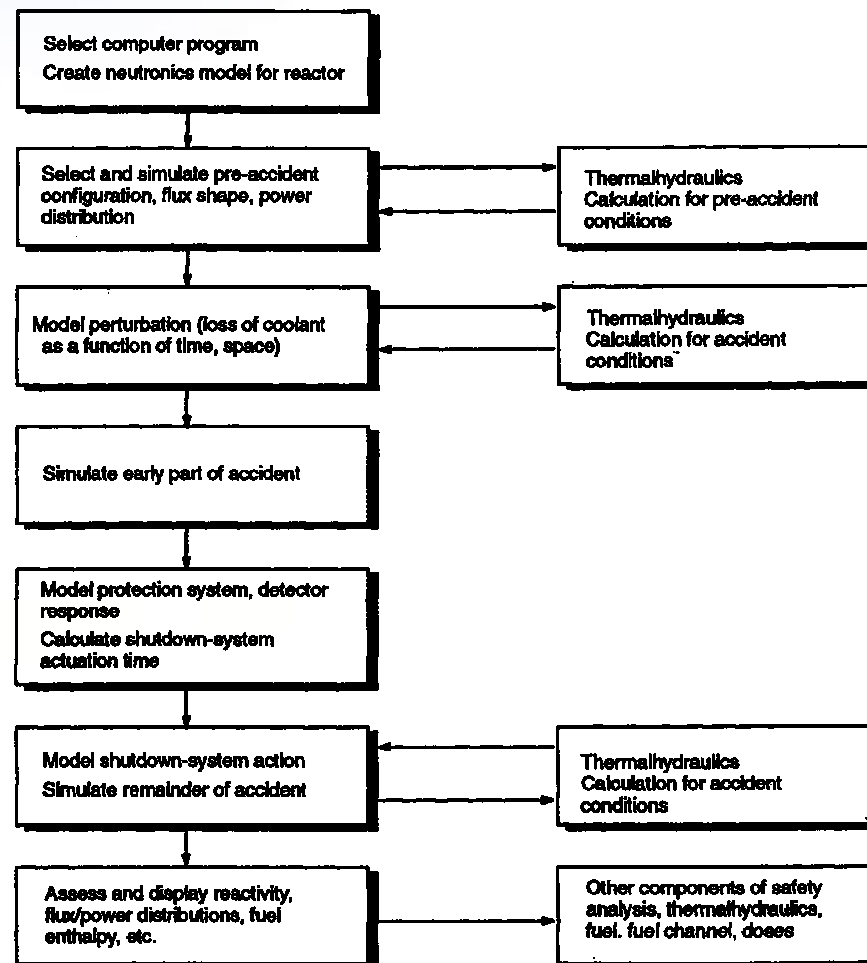 Select computer program
Create neutronics model for reactor
Select and simulate pre-accident
configuration, flux shape, power
distribution
Thermalhydraulics
Calculation for pre-accident
conditions
Model perturbation (loss of coolant
as a function of time, space)
Thermalhydraulics
Calculation for accident
conditions
Simulate early part of accident
Model protection system, detector
response
Calculate shutdown-system
actuation time
Model shutdown-system action
Simulate remainder of accident
Thermalhydraulics
Calculation for accident
conditions
Assess and display reactivity,
flux/power distributions, fuel
enthalpy, etc.
Other components of safety
analysis, thermalhydraulics,
fuel. fuel channel, doses